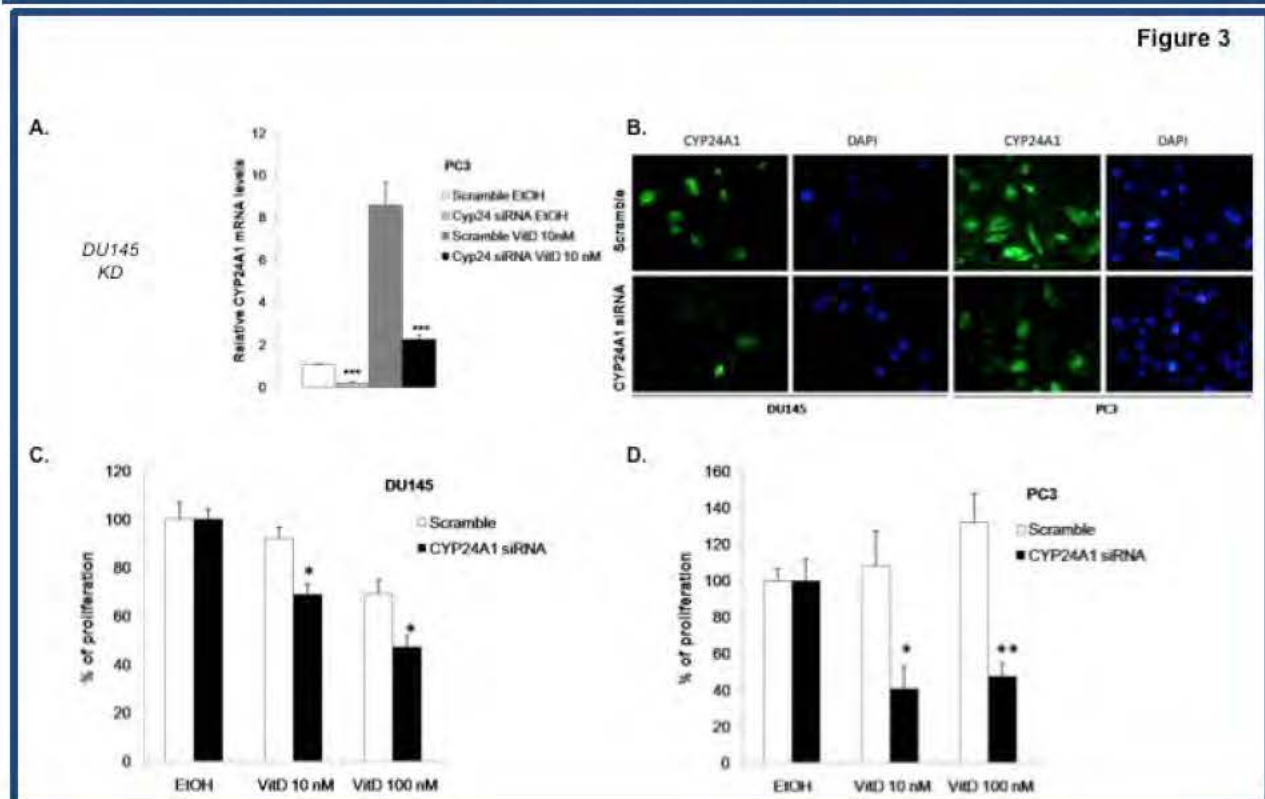 Figure 3
A.
DU145
KD
Relative CYP24A1 mRNA levels
12
10
8
6
4
2
0
PC3
Scramble EtOH
Cyp24 siRNA EtOH
Scramble VitD 10nM
Cyp24 siRNA VitD 10 nM
***
***
B.
CYP24A1 DAPI CYP24A1 DAPI
Scramble
CYP24A1 siRNA
DU145 PC3
C.
% of proliferation
120
100
80
60
40
20
0
DU145
Scramble
CYP24A1 siRNA
*
*
EtOH VitD 10 nM VitD 100 nM
D.
% of proliferation
160
140
120
100
80
60
40
20
0
PC3
Scramble
CYP24A1 siRNA
*
**
EtOH VitD 10 nM VitD 100 nM